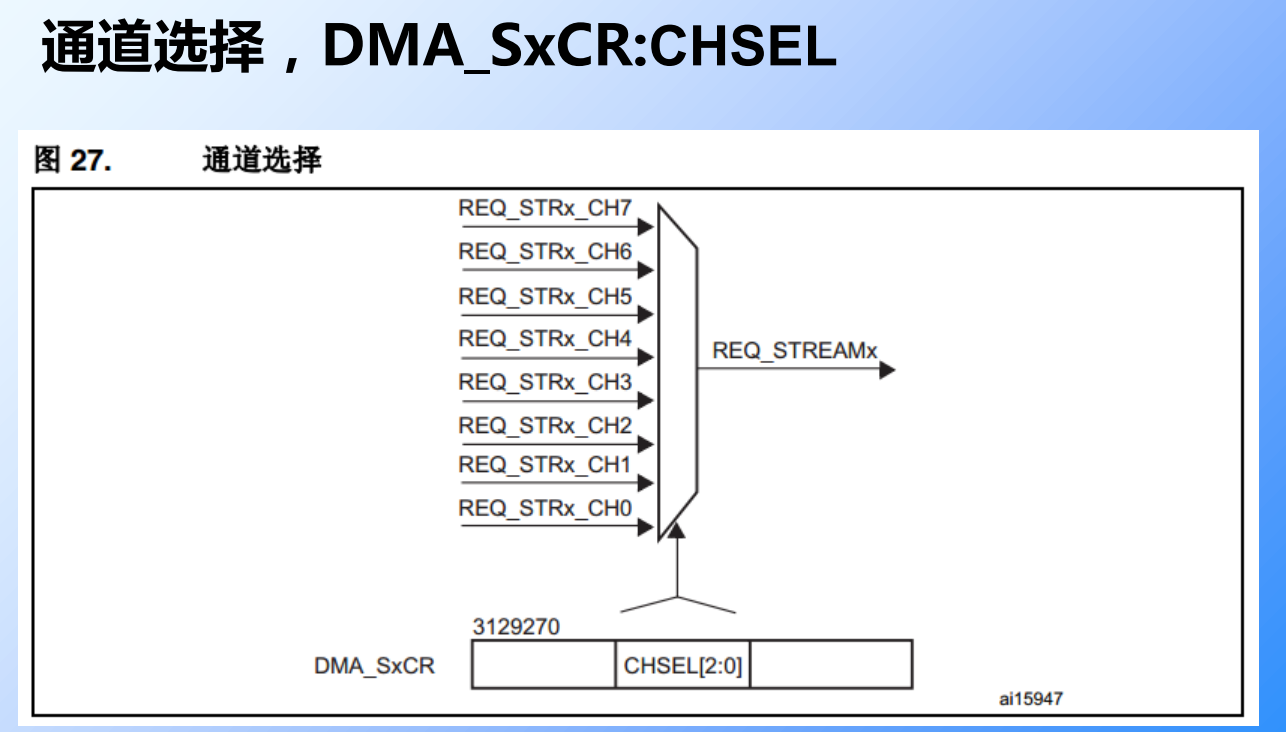 通道选择，DMA_SxCR:CHSEL
图 27. 通道选择
REQ_STRx_CH7
REQ_STRx_CH6
REQ_STRx_CH5
REQ_STRx_CH4
REQ_STREAMx
REQ_STRx_CH3
REQ_STRx_CH2
REQ_STRx_CH1
REQ_STRx_CH0
3129270
DMA_SxCR CHSEL[2:0]
ai15947